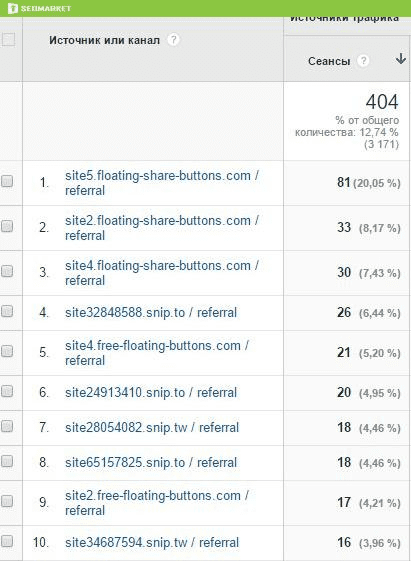 SEOMARKET
Источники трафика
Источник или канал ?
Сеансы ?
404
% от общего
количества: 12,74 %
(3 171)
1. site5.floating-share-buttons.com /
referral
81 (20,05 %)
2. site2.floating-share-buttons.com /
referral
33 (8,17 %)
3. site4.floating-share-buttons.com /
referral
30 (7,43 %)
4. site32848588.snip.to / referral 26 (6,44 %)
5. site4.free-floating-buttons.com /
referral
21 (5,20 %)
6. site24913410.snip.to / referral 20 (4,95 %)
7. site28054082.snip.tw / referral 18 (4,46 %)
8. site65157825.snip.to / referral 18 (4,46 %)
9. site2.free-floating-buttons.com /
referral
17 (4,21 %)
10. site34687594.snip.tw / referral 16 (3,96 %)